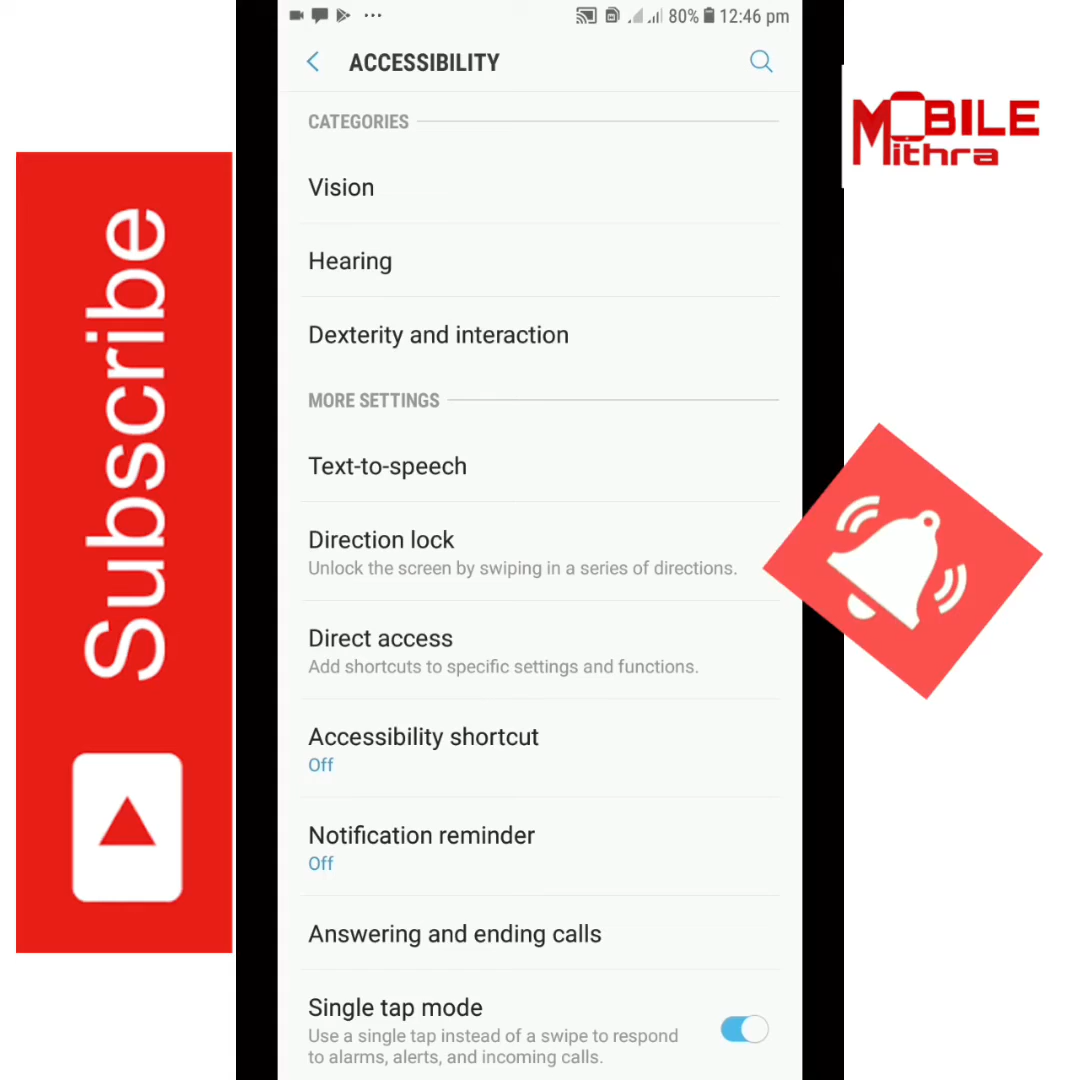 80% 12:46 pm
ACCESSIBILITY
MOBILE
Mithra
CATEGORIES
Vision
Hearing
Dexterity and interaction
MORE SETTINGS
Text-to-speech
Direction lock
Unlock the screen by swiping in a series of directions.
Direct access
Add shortcuts to specific settings and functions.
Accessibility shortcut
Off
Notification reminder
Off
Answering and ending calls
Single tap mode
Use a single tap instead of a swipe to respond
to alarms, alerts, and incoming calls.
Subscribe